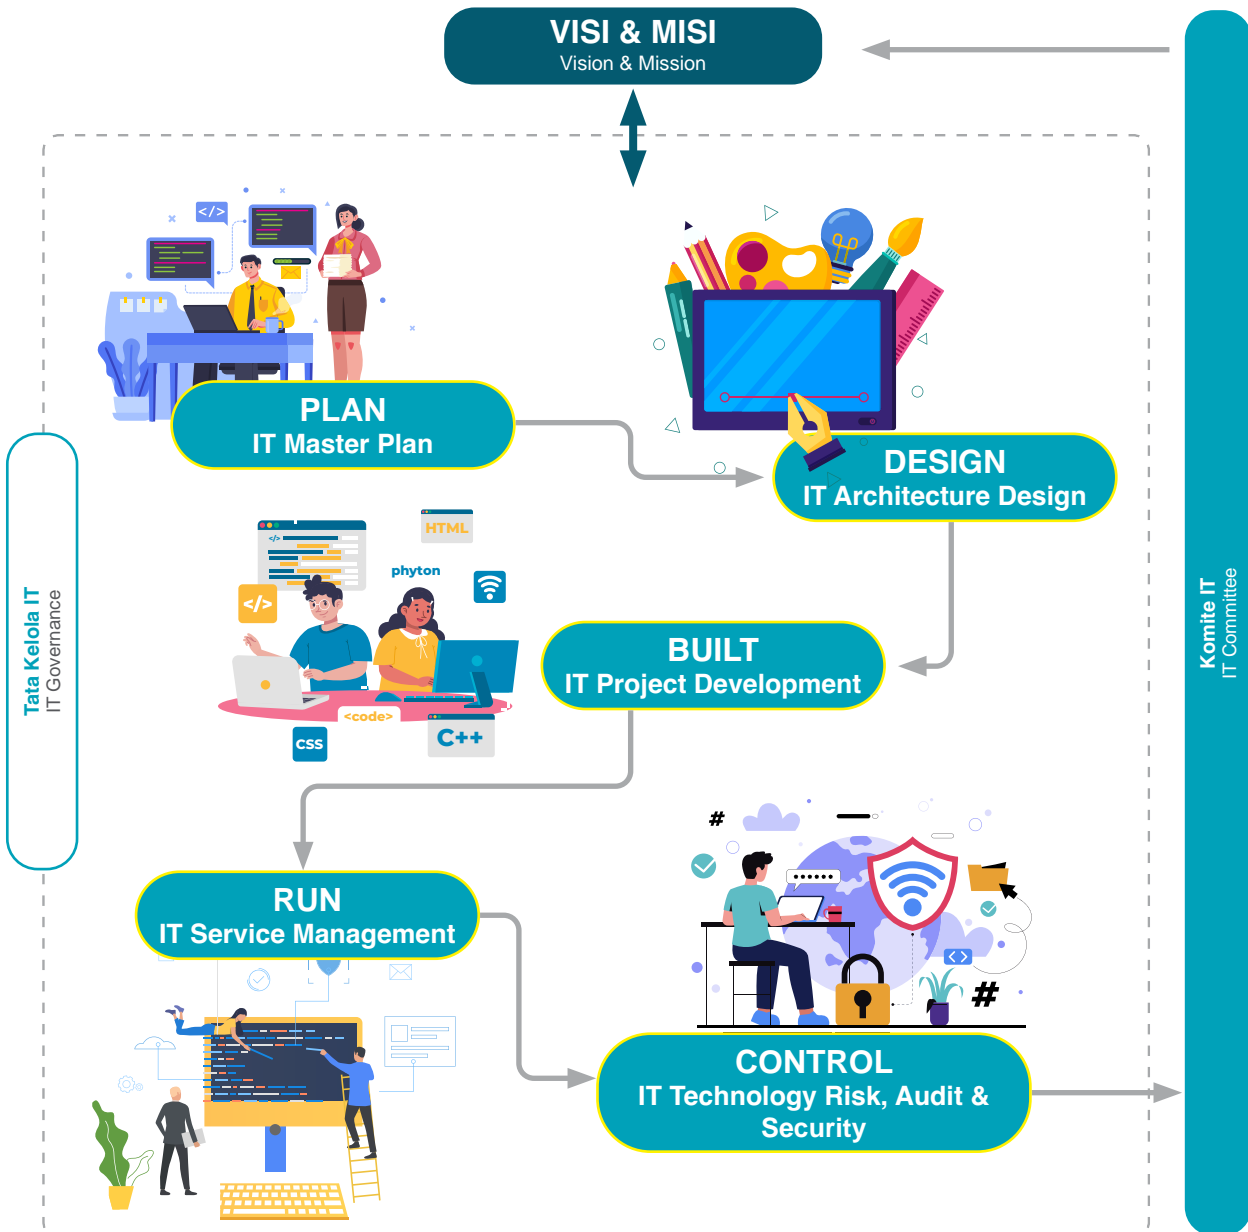 VISI & MISI
Vision & Mission
</>
PLAN
IT Master Plan
DESIGN
IT Architecture Design
Tata Kelola IT
IT Governance
Komite IT
IT Committee
</>
HTML
phyton
</>
BUILT
IT Project Development
<code>
CSS
C++
#
RUN
IT Service Management
< >
#
CONTROL
IT Technology Risk, Audit &
Security